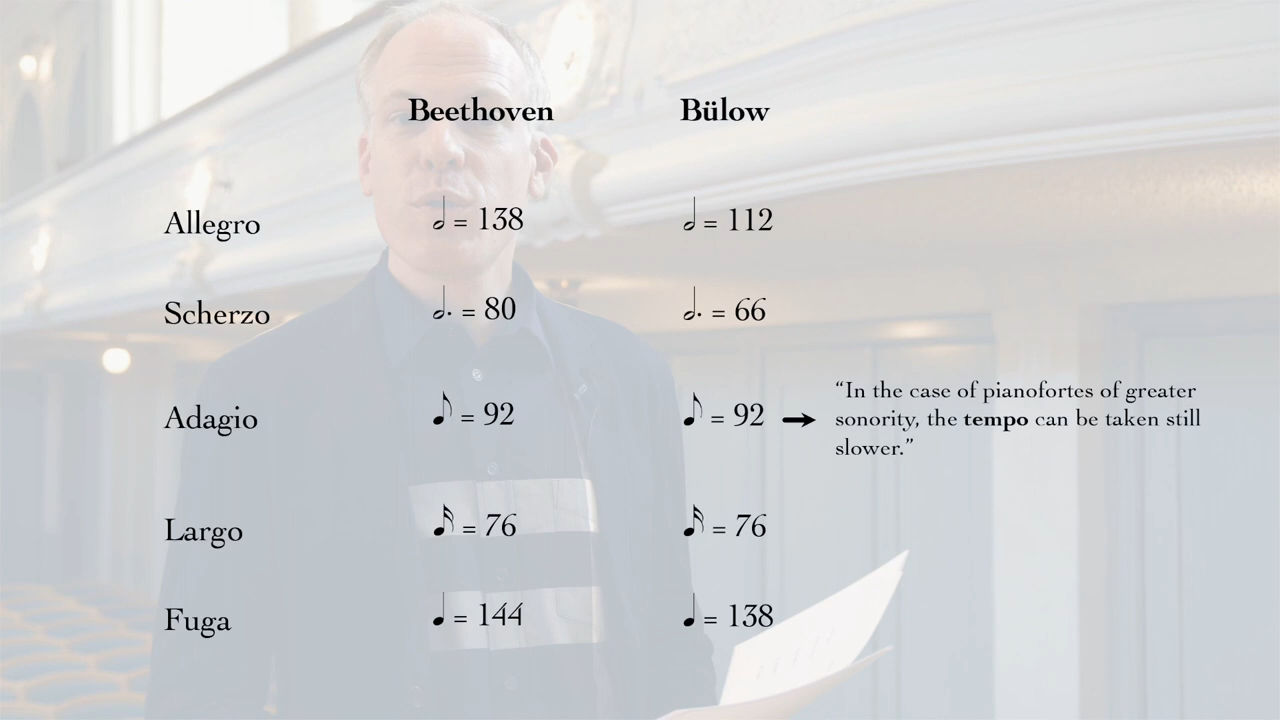 Beethoven Bülow
Allegro 𝅗𝅥 = 138 𝅗𝅥 = 112
Scherzo 𝅗𝅥. = 80 𝅗𝅥. = 66
Adagio ♪ = 92 ♪ = 92 → “In the case of pianofortes of greater
sonority, the tempo can be taken still
slower.”
Largo 𝅘𝅥𝅯 = 76 𝅘𝅥𝅯 = 76
Fuga ♩ = 144 ♩ = 138